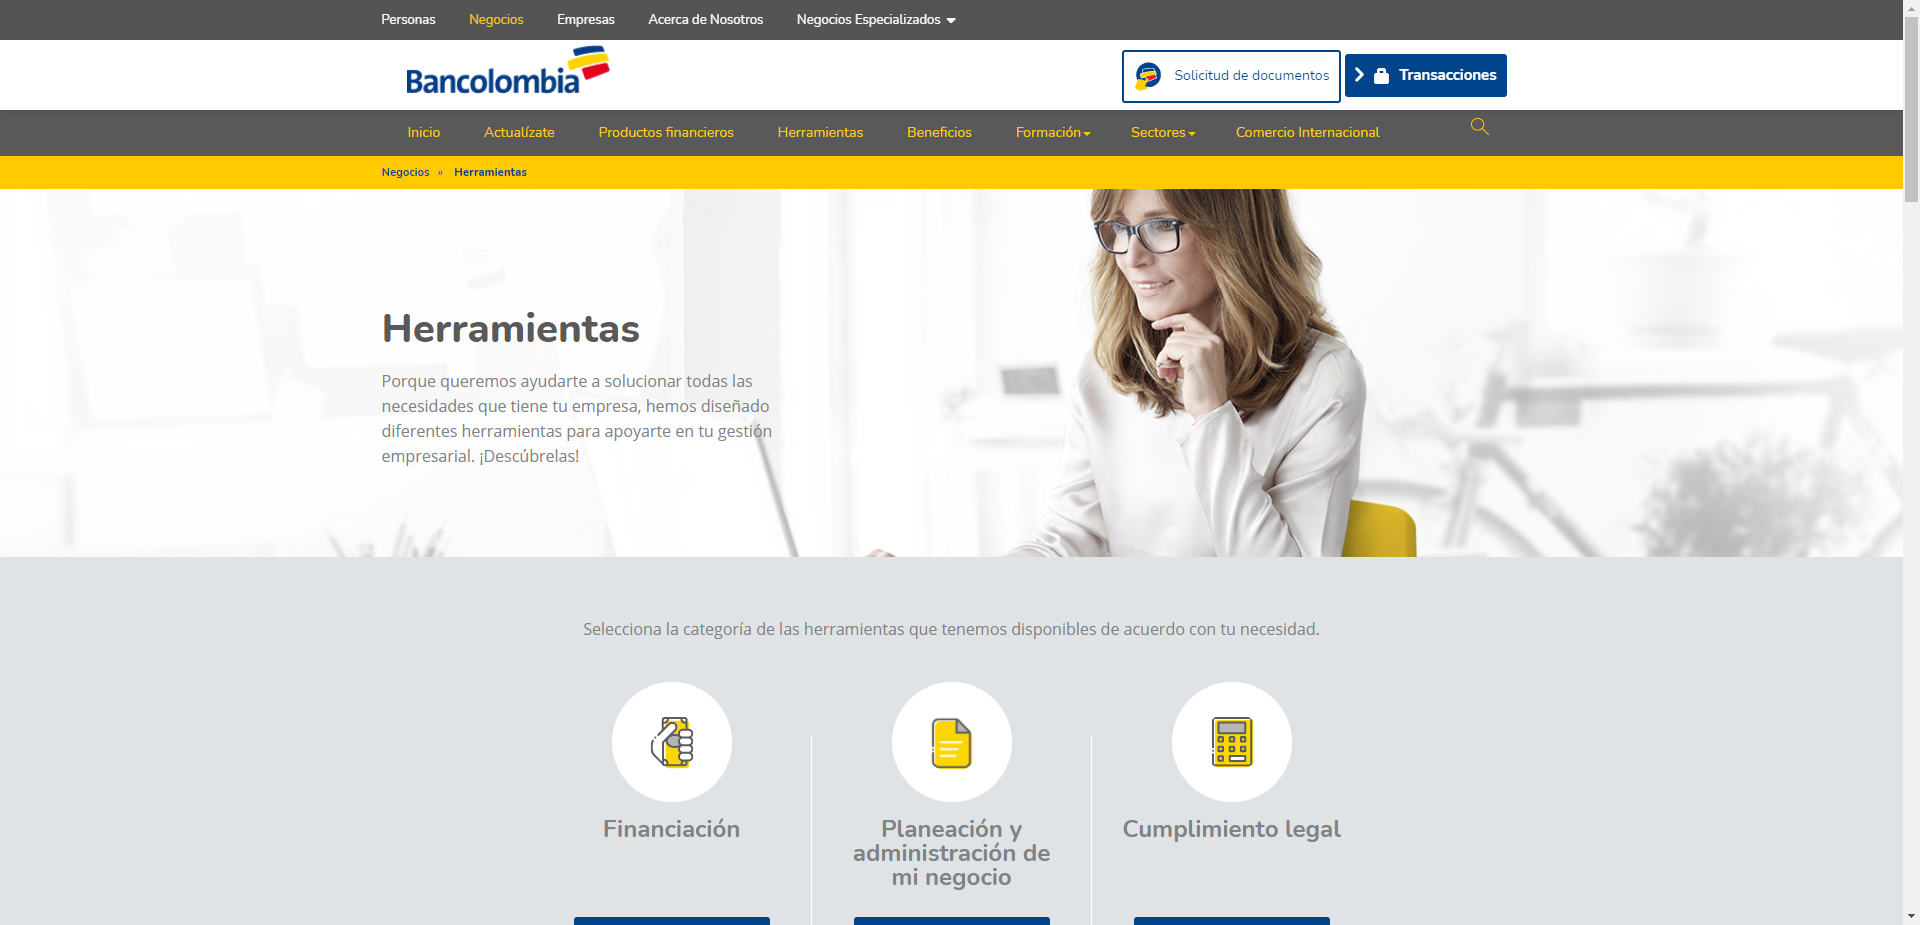 Personas Negocios Empresas Acerca de Nosotros Negocios Especializados
Bancolombia
Solicitud de documentos
Transacciones
Inicio Actualízate Productos financieros Herramientas Beneficios Formación Sectores Comercio Internacional
Negocios » Herramientas
Herramientas
Porque queremos ayudarte a solucionar todas las
necesidades que tiene tu empresa, hemos diseñado
diferentes herramientas para apoyarte en tu gestión
empresarial. ¡Descúbrelas!
Selecciona la categoría de las herramientas que tenemos disponibles de acuerdo con tu necesidad.
Financiación
Planeación y
administración de
mi negocio
Cumplimiento legal